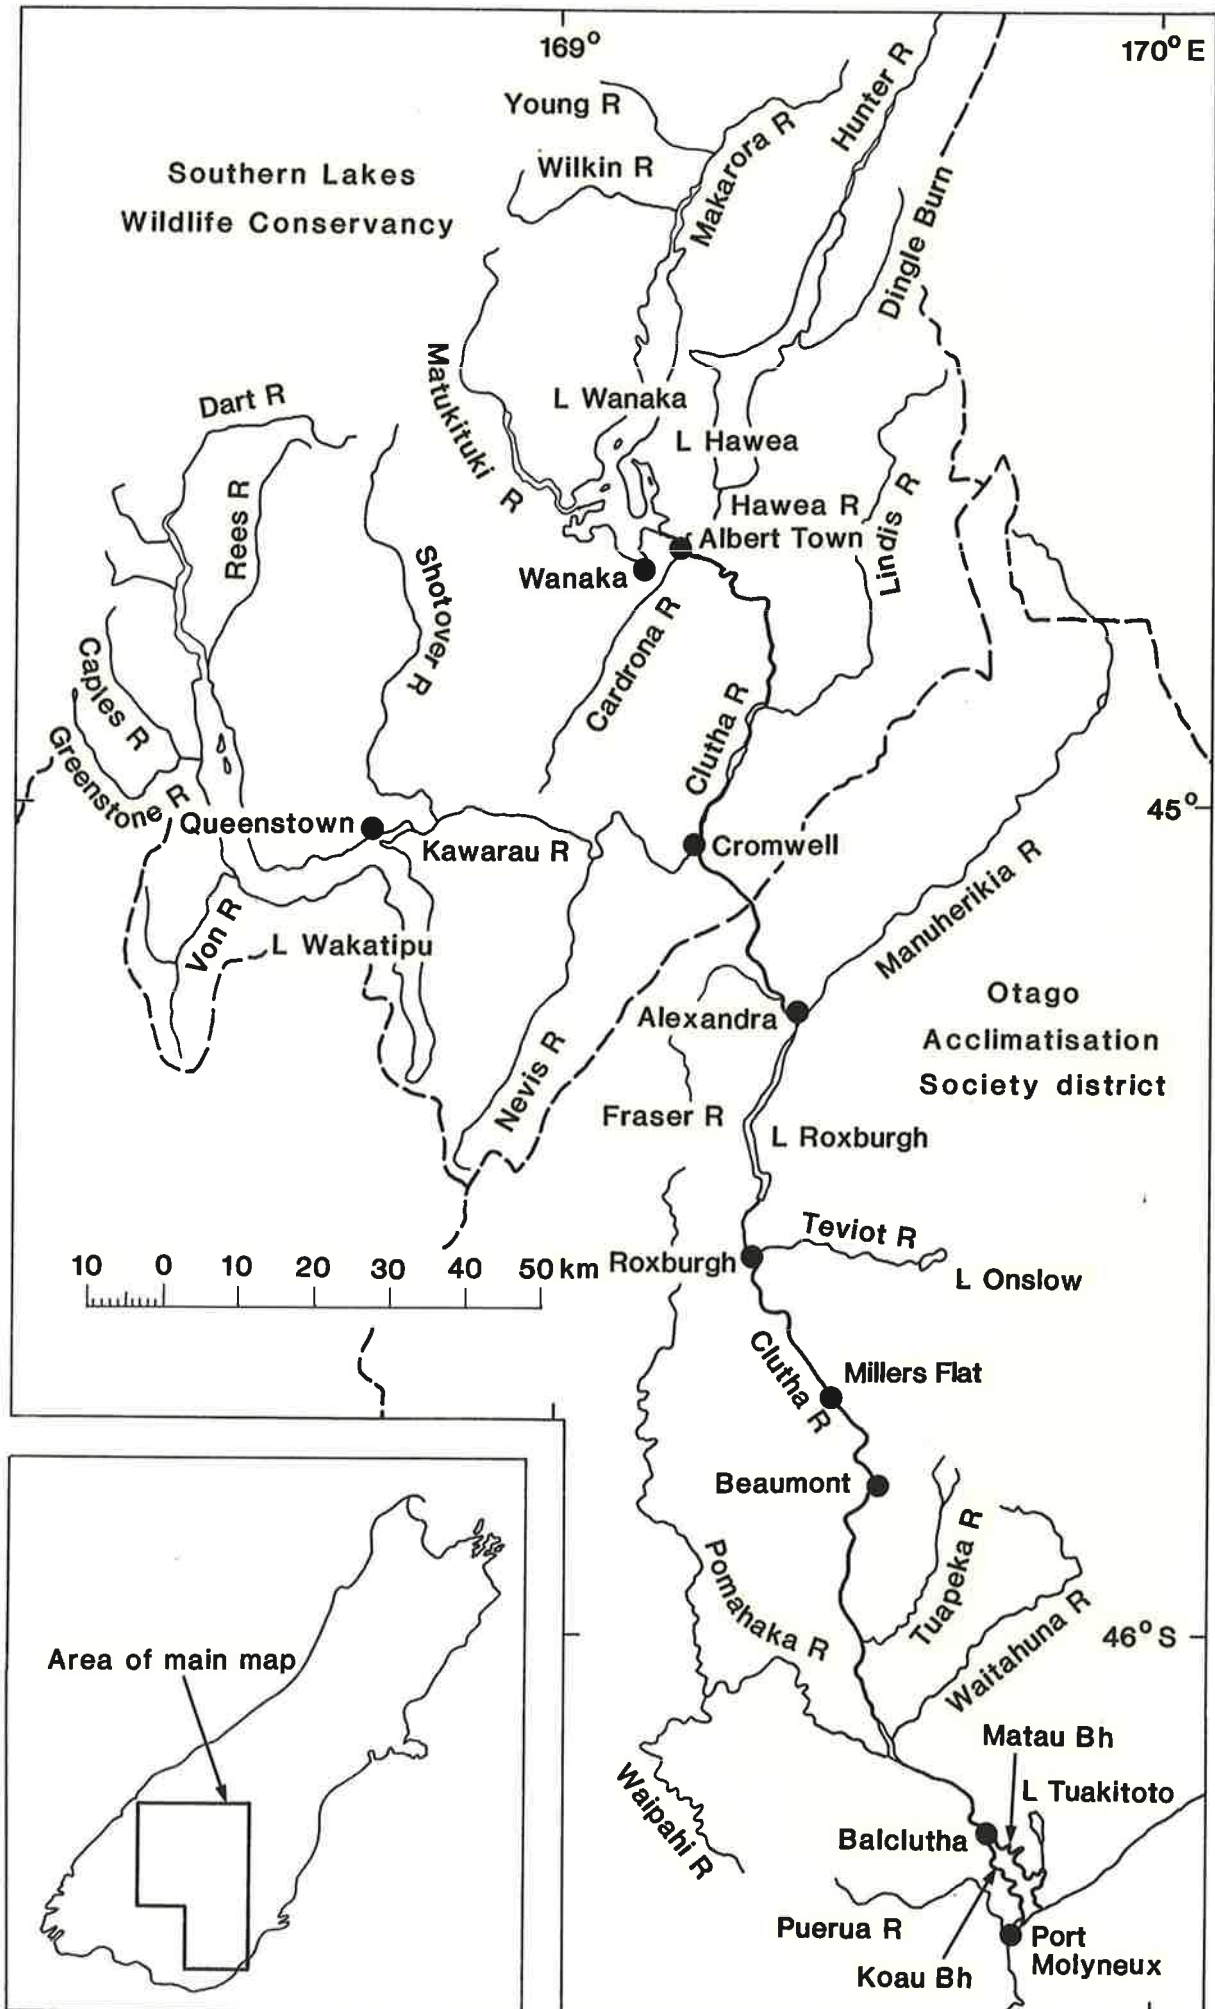 169° 170° E
Young R
Hunter R
Wilkin R
Makarora R
Southern Lakes
Wildlife Conservancy
Dingle Burn
Matukituki R
Dart R
L Wanaka
L Hawea
Rees R
Hawea R
Lindis R
Albert Town
Shotover R
Wanaka
Cardrona R
Caples R
Clutha R
Greenstone R
45°
Queenstown
Kawarau R
Cromwell
Manuherikia R
Von R
L Wakatipu
Otago
Acclimatisation
Society district
Alexandra
Nevis R
Fraser R
L Roxburgh
Teviot R
10 0 10 20 30 40 50 km
Roxburgh
L Onslow
Clutha R
Millers Flat
Beaumont
Tuapeka R
Pomahaka R
Waitahuna R
46° S
Area of main map
Matau Bh
L Tuakitoto
Waipahi R
Balclutha
Puerua R
Port
Molyneux
Koau Bh